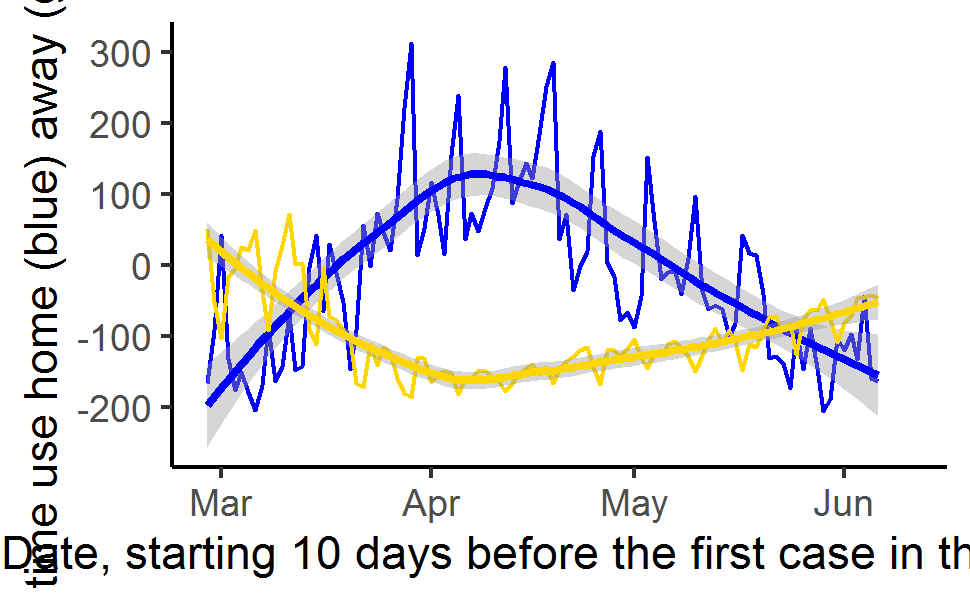 time use home (blue) away (g
300
200
100
0
-100
-200
Mar Apr May Jun
Date, starting 10 days before the first case in th